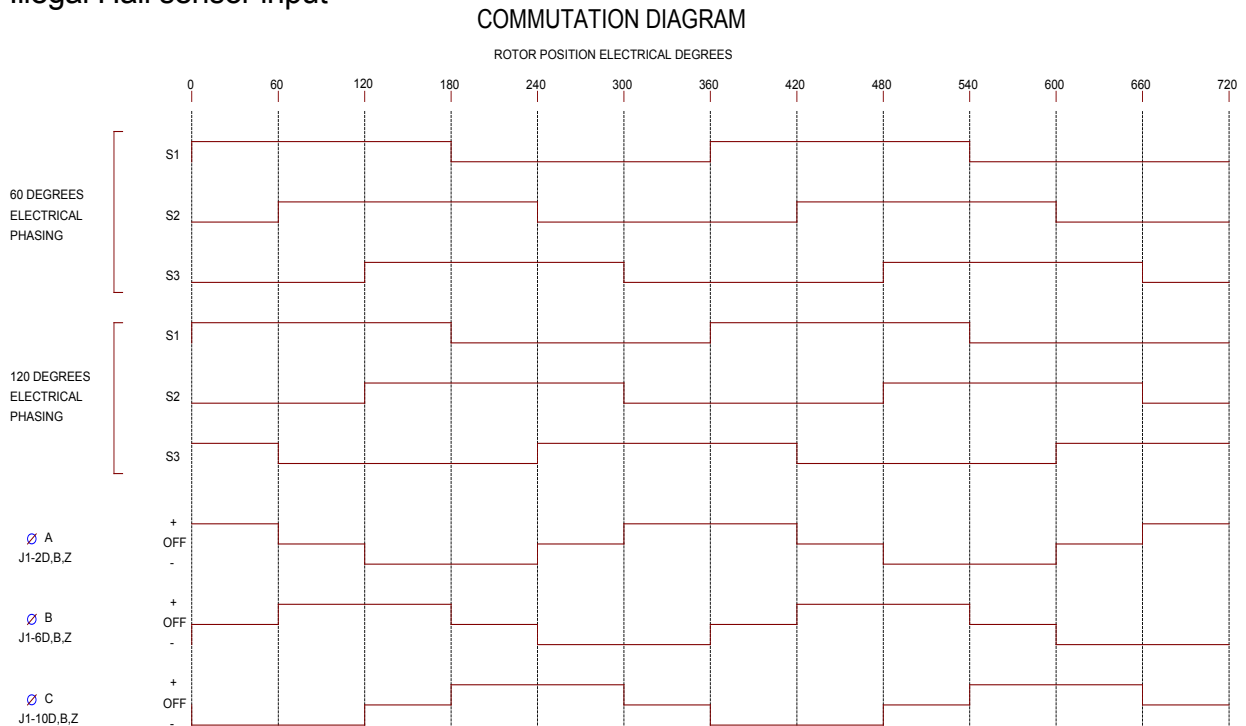 illegal Hall sensor input
COMMUTATION DIAGRAM
ROTOR POSITION ELECTRICAL DEGREES
0 60 120 180 240 300 360 420 480 540 600 660 720
60 DEGREES
ELECTRICAL
PHASING
S1
S2
S3
120 DEGREES
ELECTRICAL
PHASING
S1
S2
S3
Ø A
J1-2D,B,Z
+
OFF
-
Ø B
J1-6D,B,Z
+
OFF
-
Ø C
J1-10D,B,Z
+
OFF
-